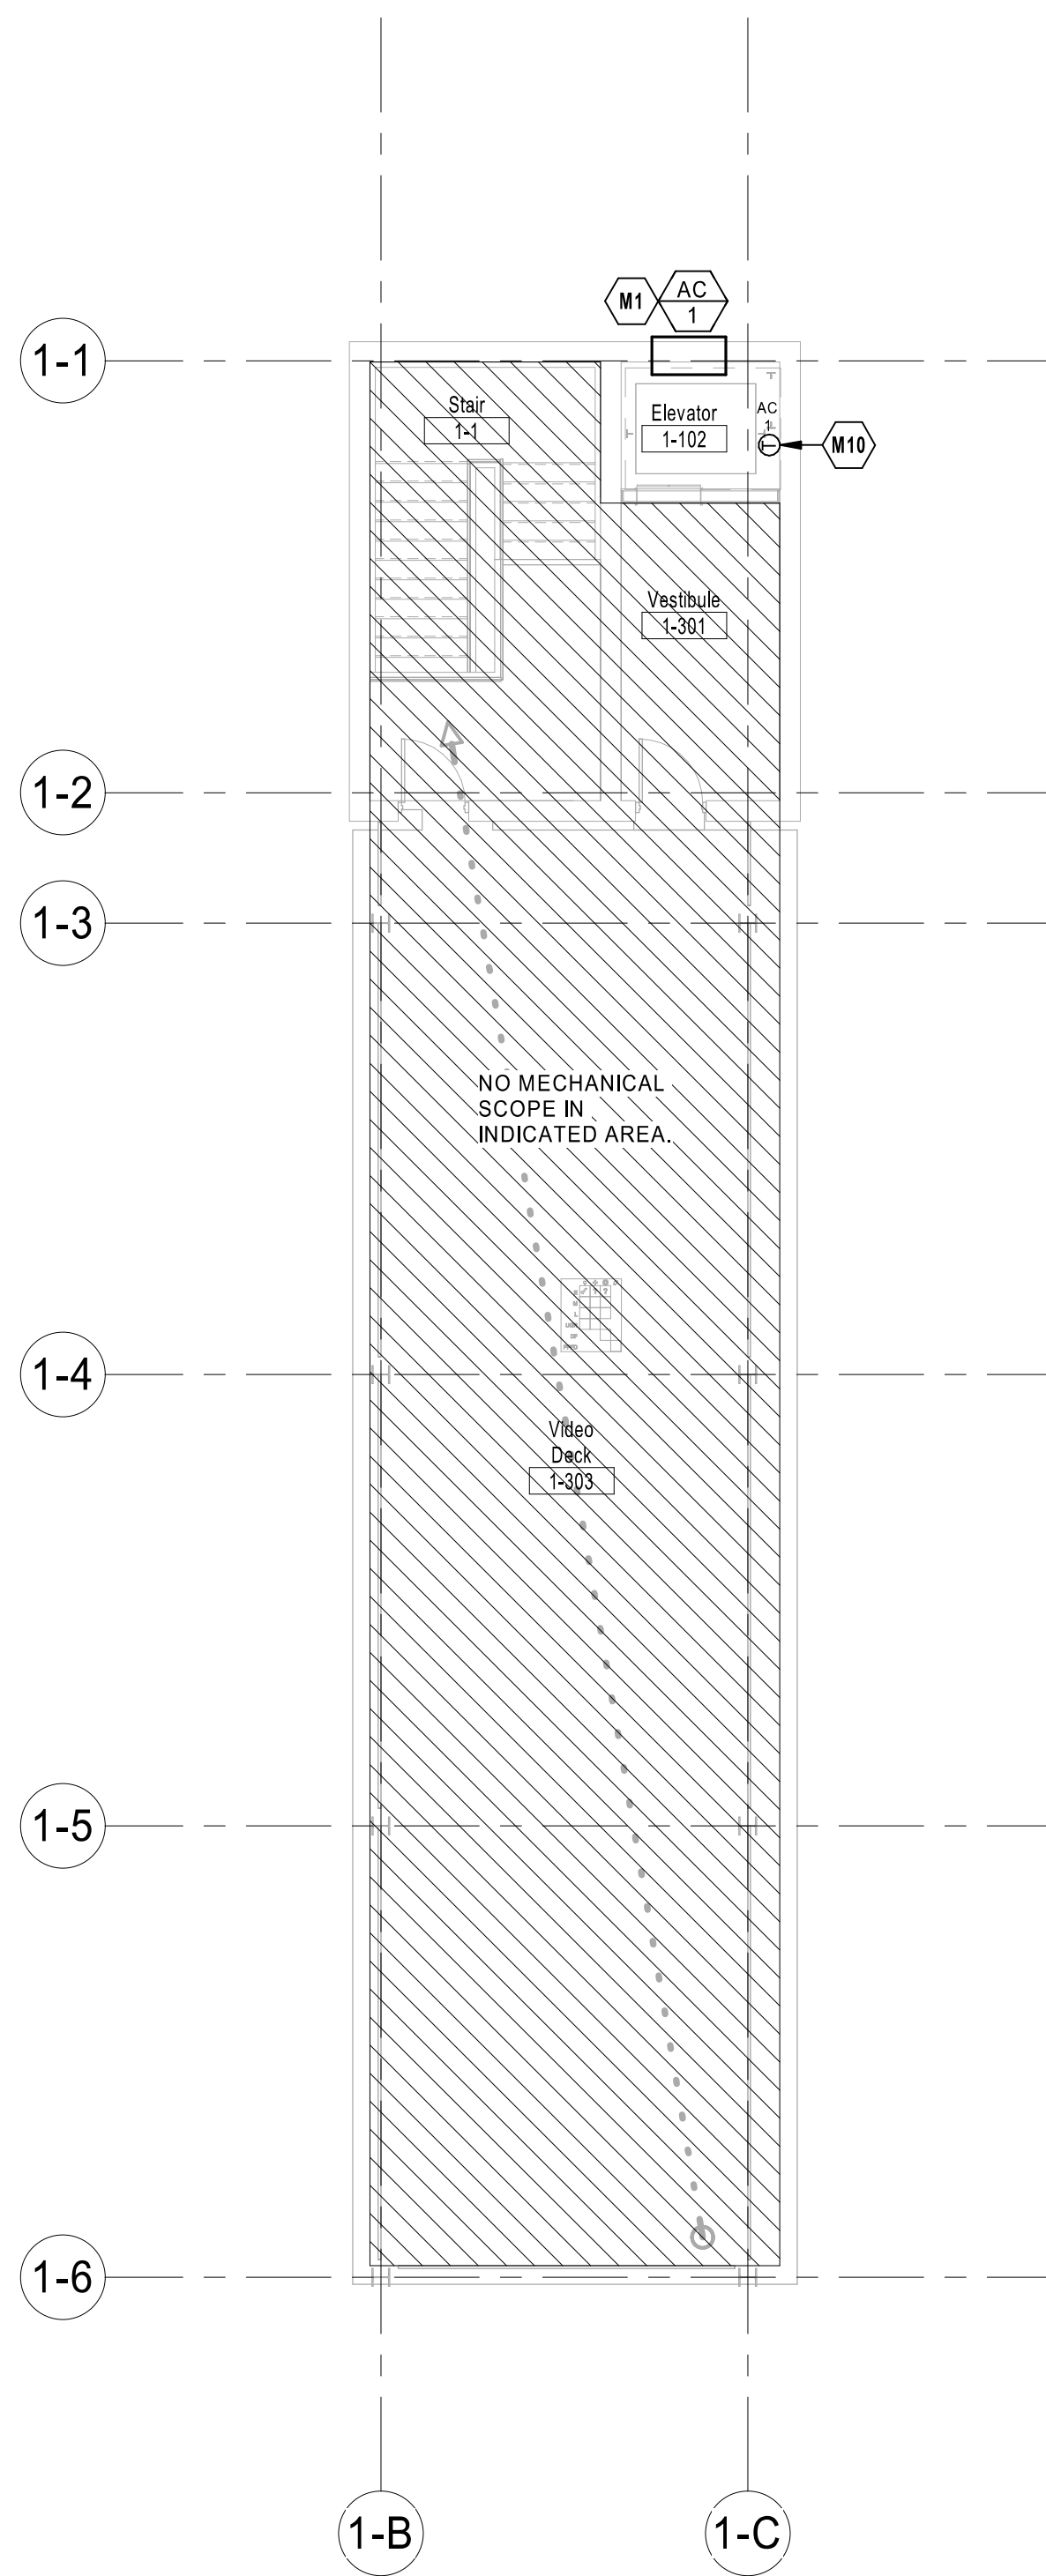 M1
AC
1
1-1
Stair
1-1
Elevator
1-102
AC
1
M10
Vestibule
1-301
1-2
1-3
NO MECHANICAL
SCOPE IN
INDICATED AREA.
1-4
Video
Deck
1-303
1-5
1-6
1-B
1-C